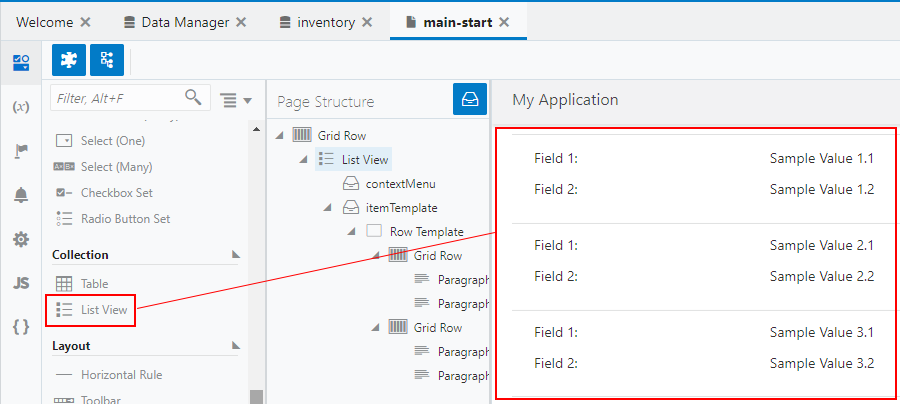 Welcome
Data Manager
inventory
main-start
(x)
JS
{ }
Filter, Alt+F
Select (One)
Select (Many)
Checkbox Set
Radio Button Set
Collection
Table
List View
Layout
Horizontal Rule
Toolbar
Page Structure
Grid Row
List View
contextMenu
itemTemplate
Row Template
Grid Row
Paragraph
Paragraph
Grid Row
Paragraph
Paragraph
My Application
Field 1: Sample Value 1.1
Field 2: Sample Value 1.2
Field 1: Sample Value 2.1
Field 2: Sample Value 2.2
Field 1: Sample Value 3.1
Field 2: Sample Value 3.2